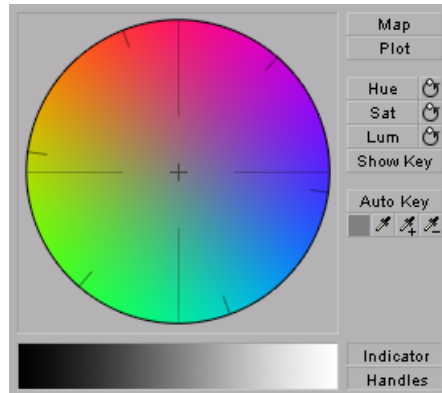 Map
Plot
Hue
Sat
Lum
Show Key
Auto Key
Indicator
Handles